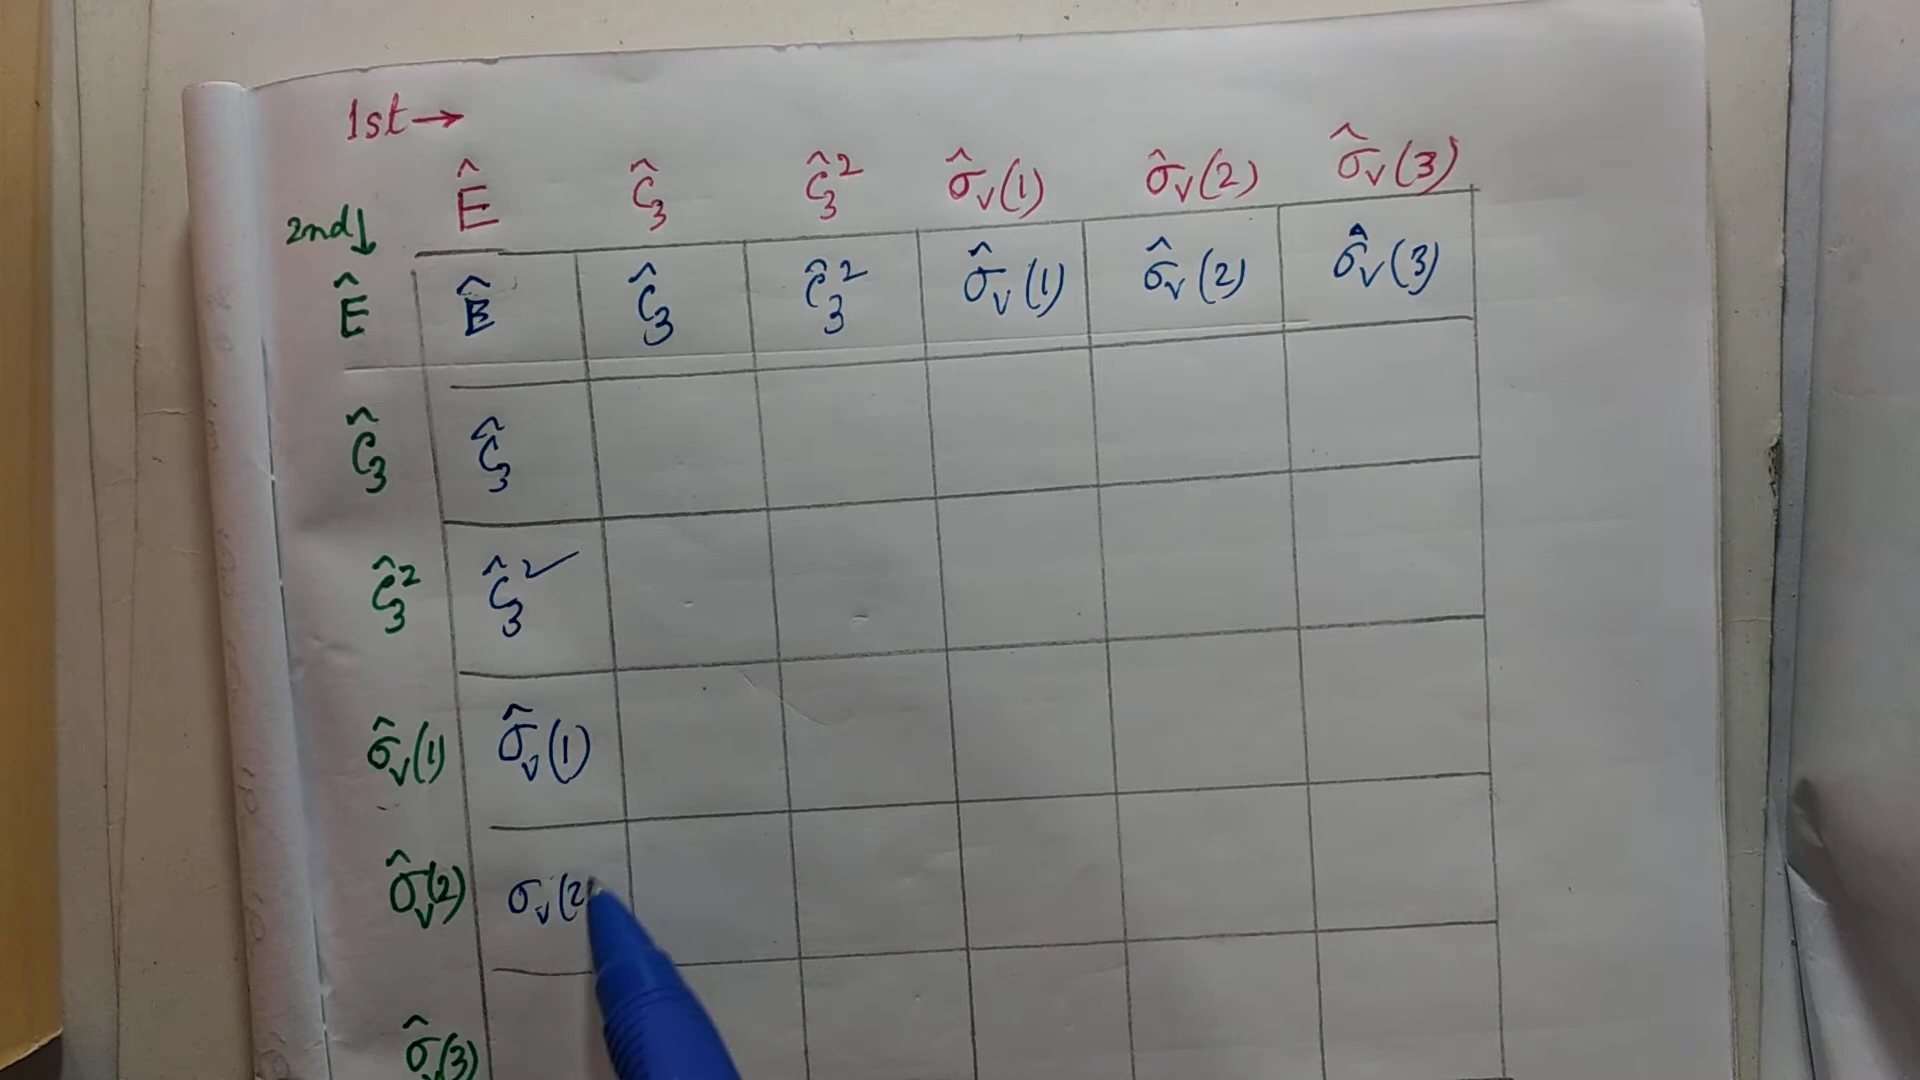 1st→
Ê Ĉ₃ Ĉ₃² σ̂ᵥ(1) σ̂ᵥ(2) σ̂ᵥ(3)
2nd↓
Ê Ê Ĉ₃ Ĉ₃² σ̂ᵥ(1) σ̂ᵥ(2) σ̂ᵥ(3)
Ĉ₃ Ĉ₃
Ĉ₃² Ĉ₃²
σ̂ᵥ(1) σ̂ᵥ(1)
σ̂ᵥ(2) σᵥ(2
σ̂ᵥ(3)